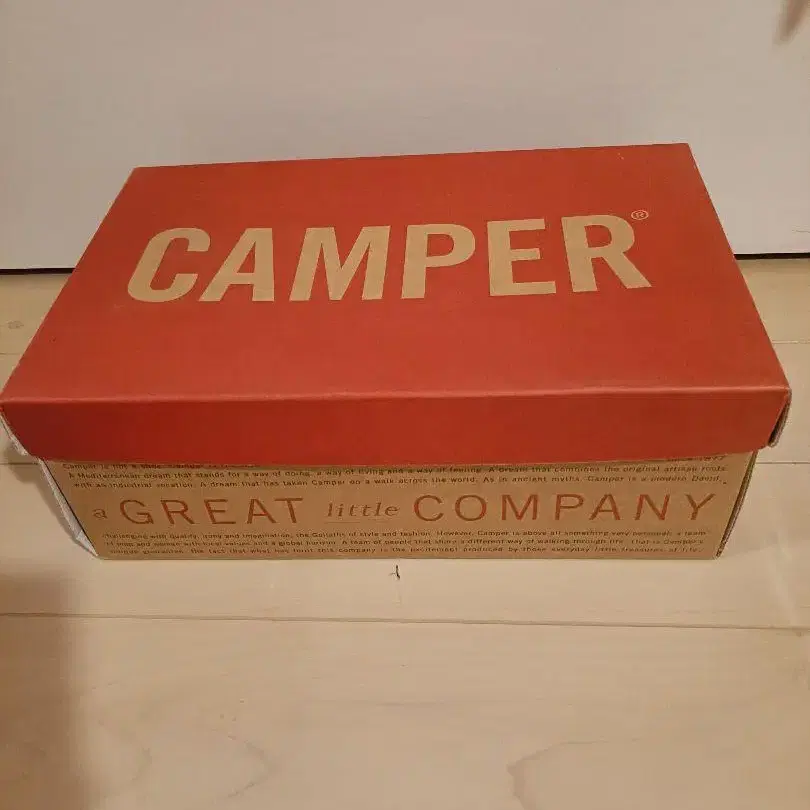 CAMPER®
Camper is not a shoe.
A Mediterranean dream that stands for a way of doing, a way of living and a way of feeling. A dream that combines the original artisan roots
with an industrial vocation. A dream that has taken Camper on a walk across the world. As in ancient myths, Camper is a modern David,
a GREAT little COMPANY
challenging with quality, irony and imagination, the Goliaths of style and fashion. However, Camper is above all something very personal: a team
of men and women with local values and a global horizon. A team of people that share a different way of walking through life. That is Camper's
unique guarantee. The fact that what has built this company is the excitement produced by those everyday little treasures of life.